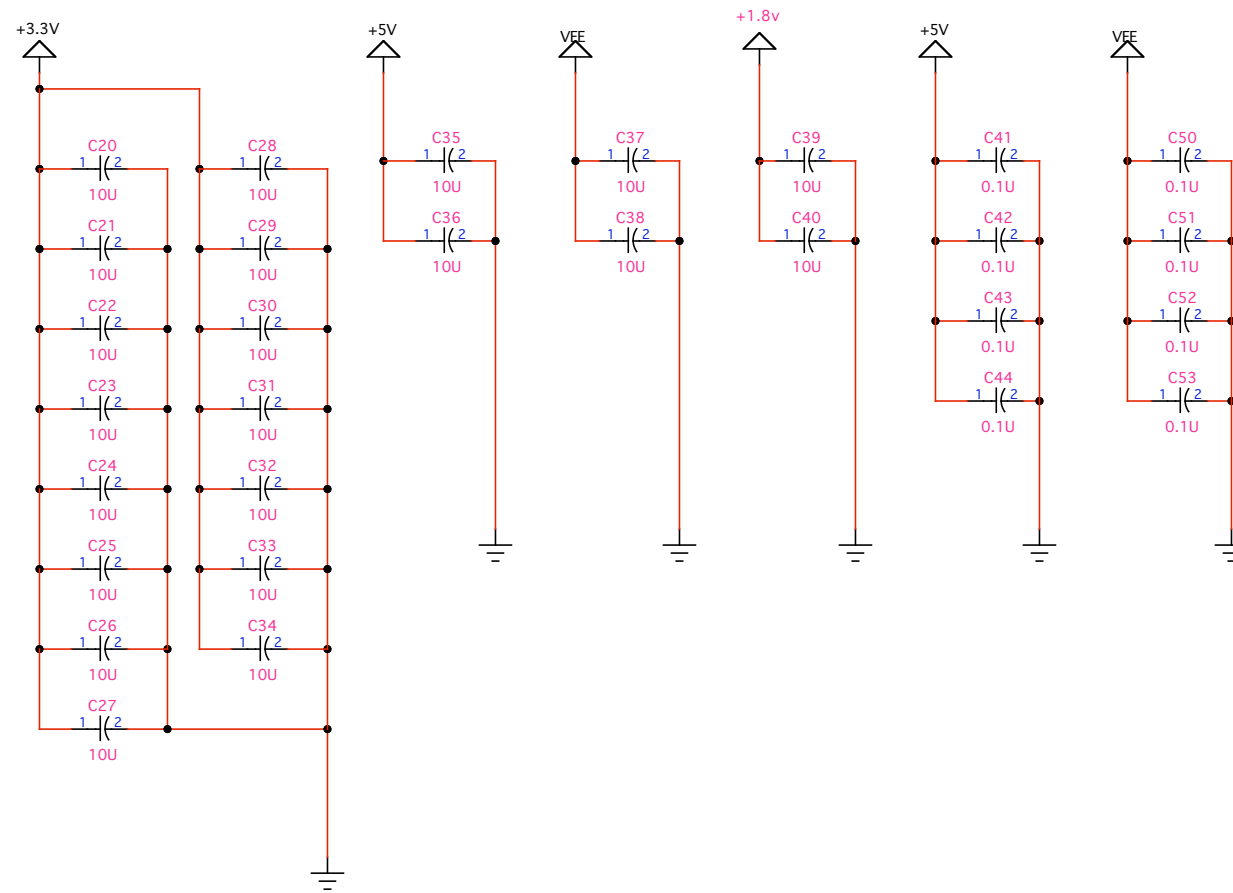 +3.3V
+5V
VEE
+1.8v
+5V
VEE
C20
1 2
10U
C21
1 2
10U
C22
1 2
10U
C23
1 2
10U
C24
1 2
10U
C25
1 2
10U
C26
1 2
10U
C27
1 2
10U
C28
1 2
10U
C29
1 2
10U
C30
1 2
10U
C31
1 2
10U
C32
1 2
10U
C33
1 2
10U
C34
1 2
10U
C35
1 2
10U
C36
1 2
10U
C37
1 2
10U
C38
1 2
10U
C39
1 2
10U
C40
1 2
10U
C41
1 2
0.1U
C42
1 2
0.1U
C43
1 2
0.1U
C44
1 2
0.1U
C50
1 2
0.1U
C51
1 2
0.1U
C52
1 2
0.1U
C53
1 2
0.1U